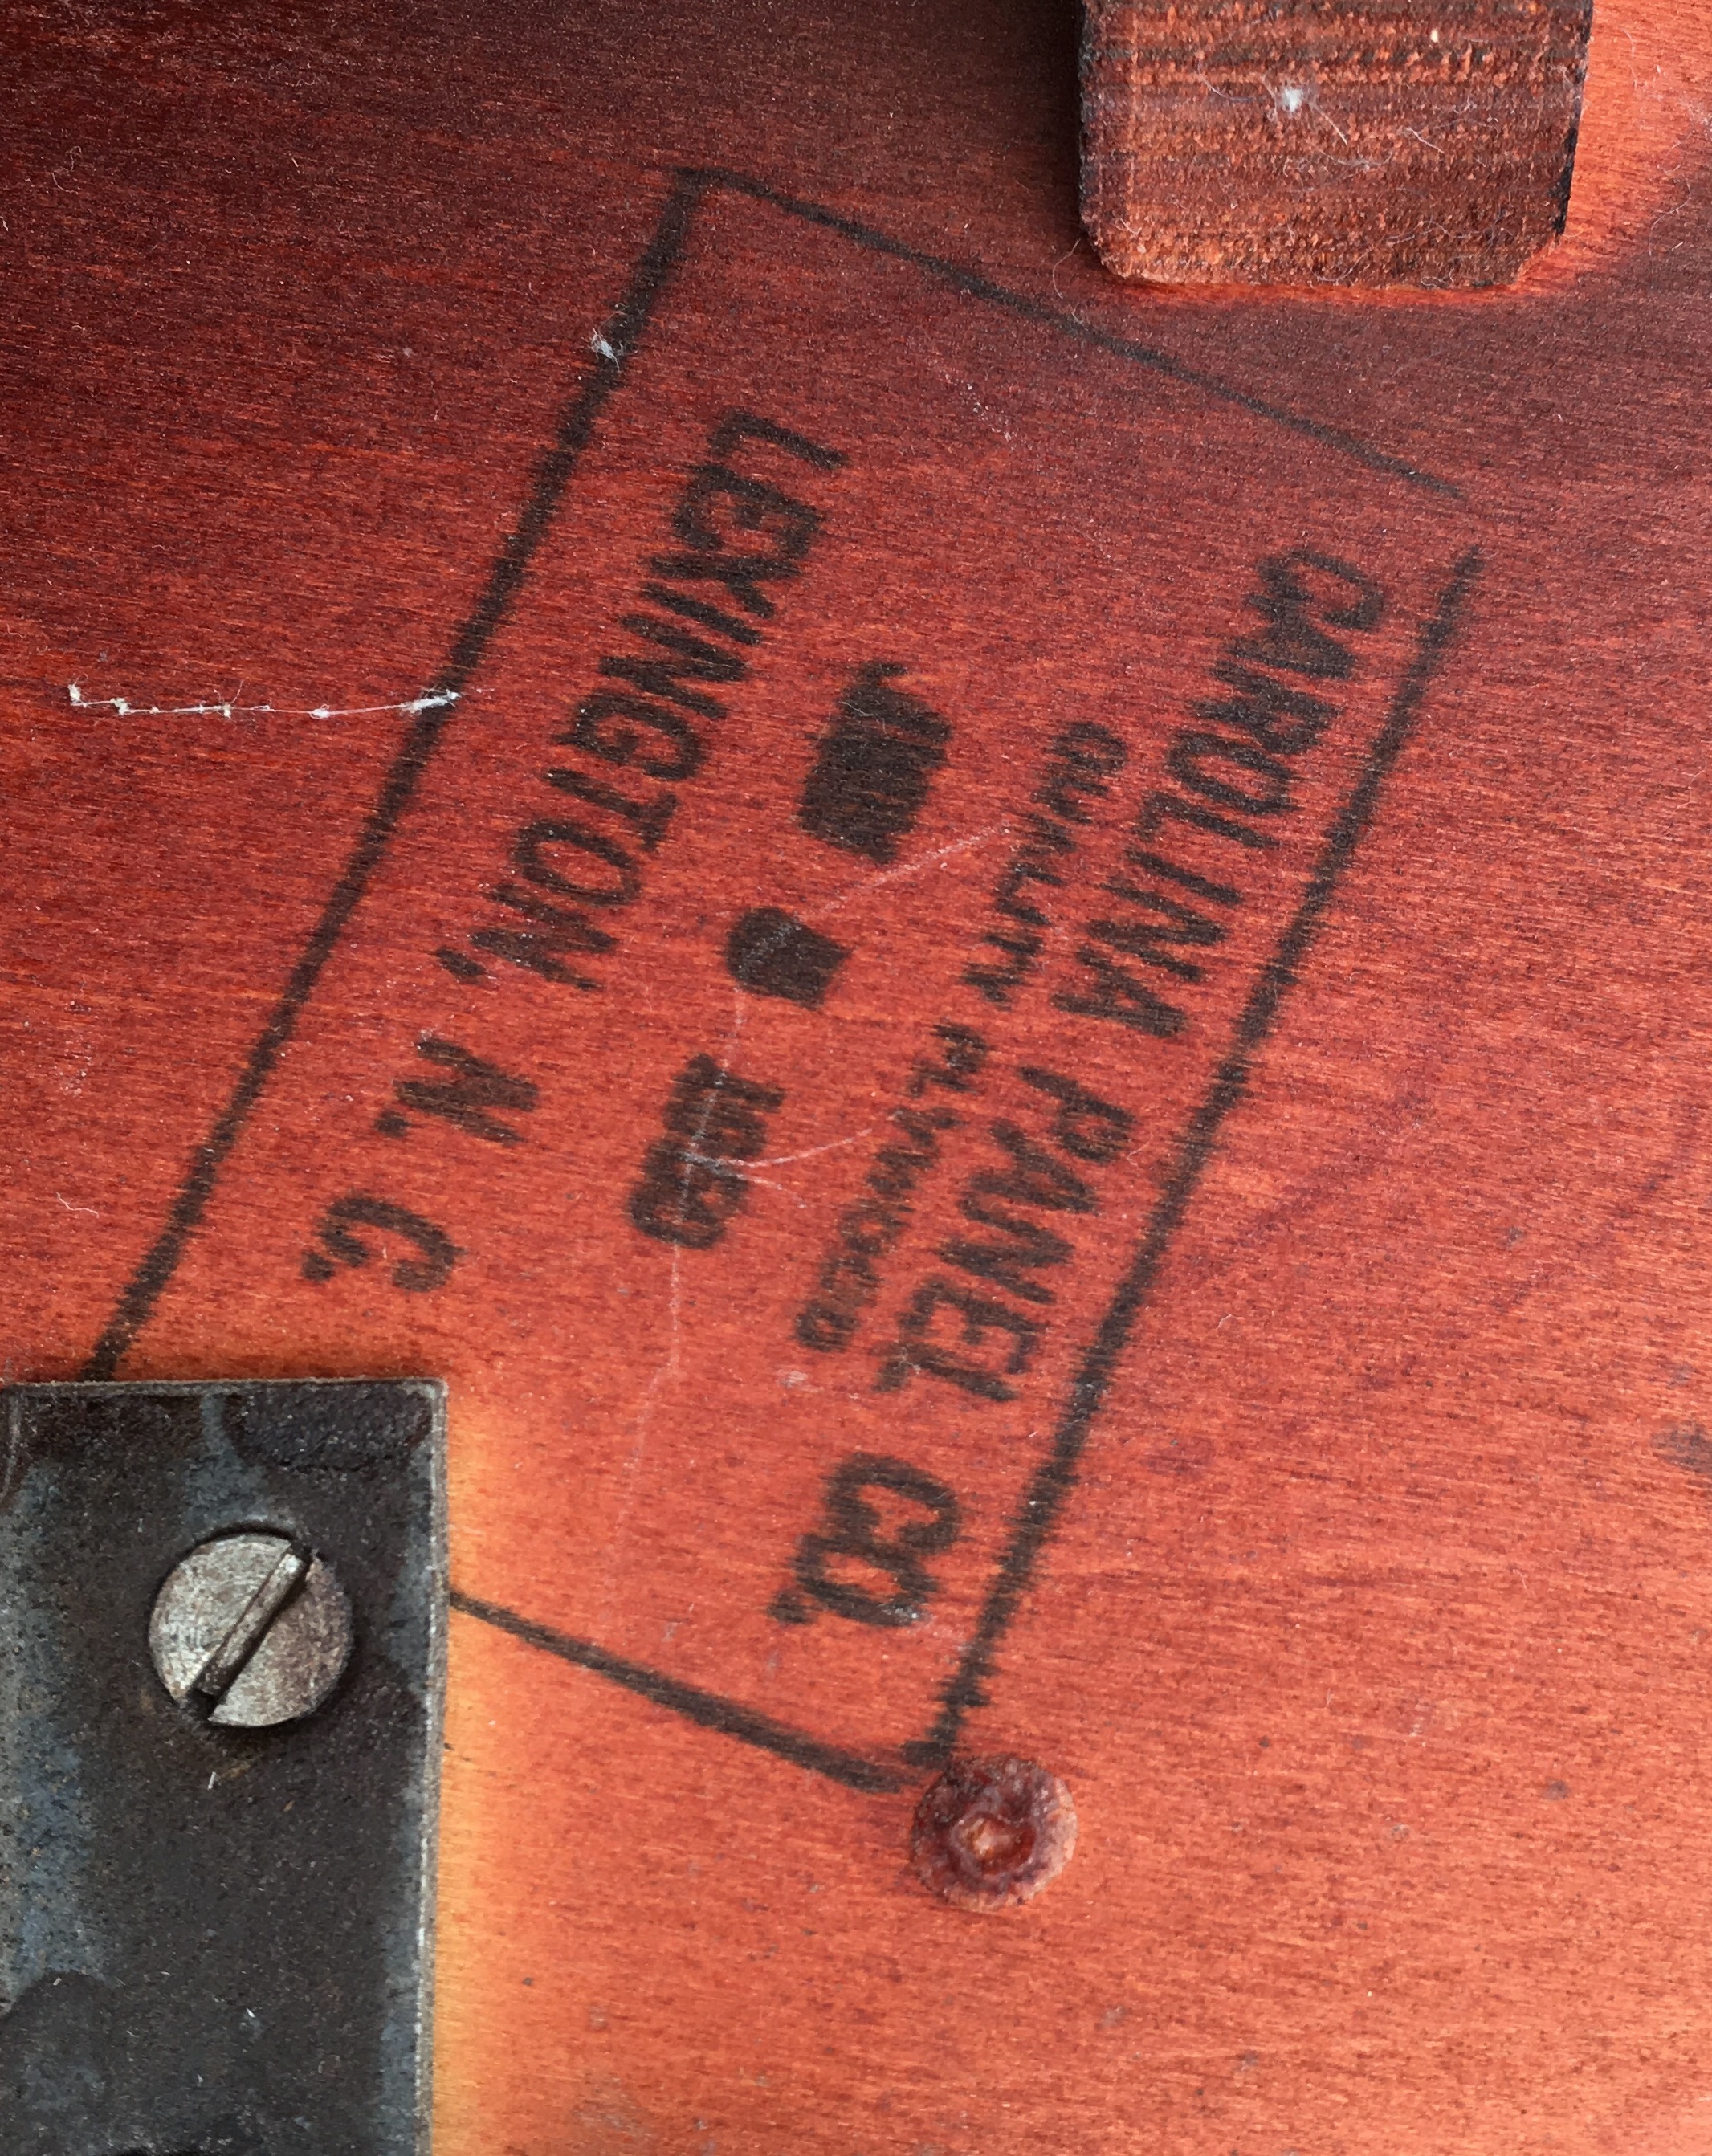 CAROLINA PANEL CO.
QUALITY PLYWOOD
LEXINGTON, N. C.